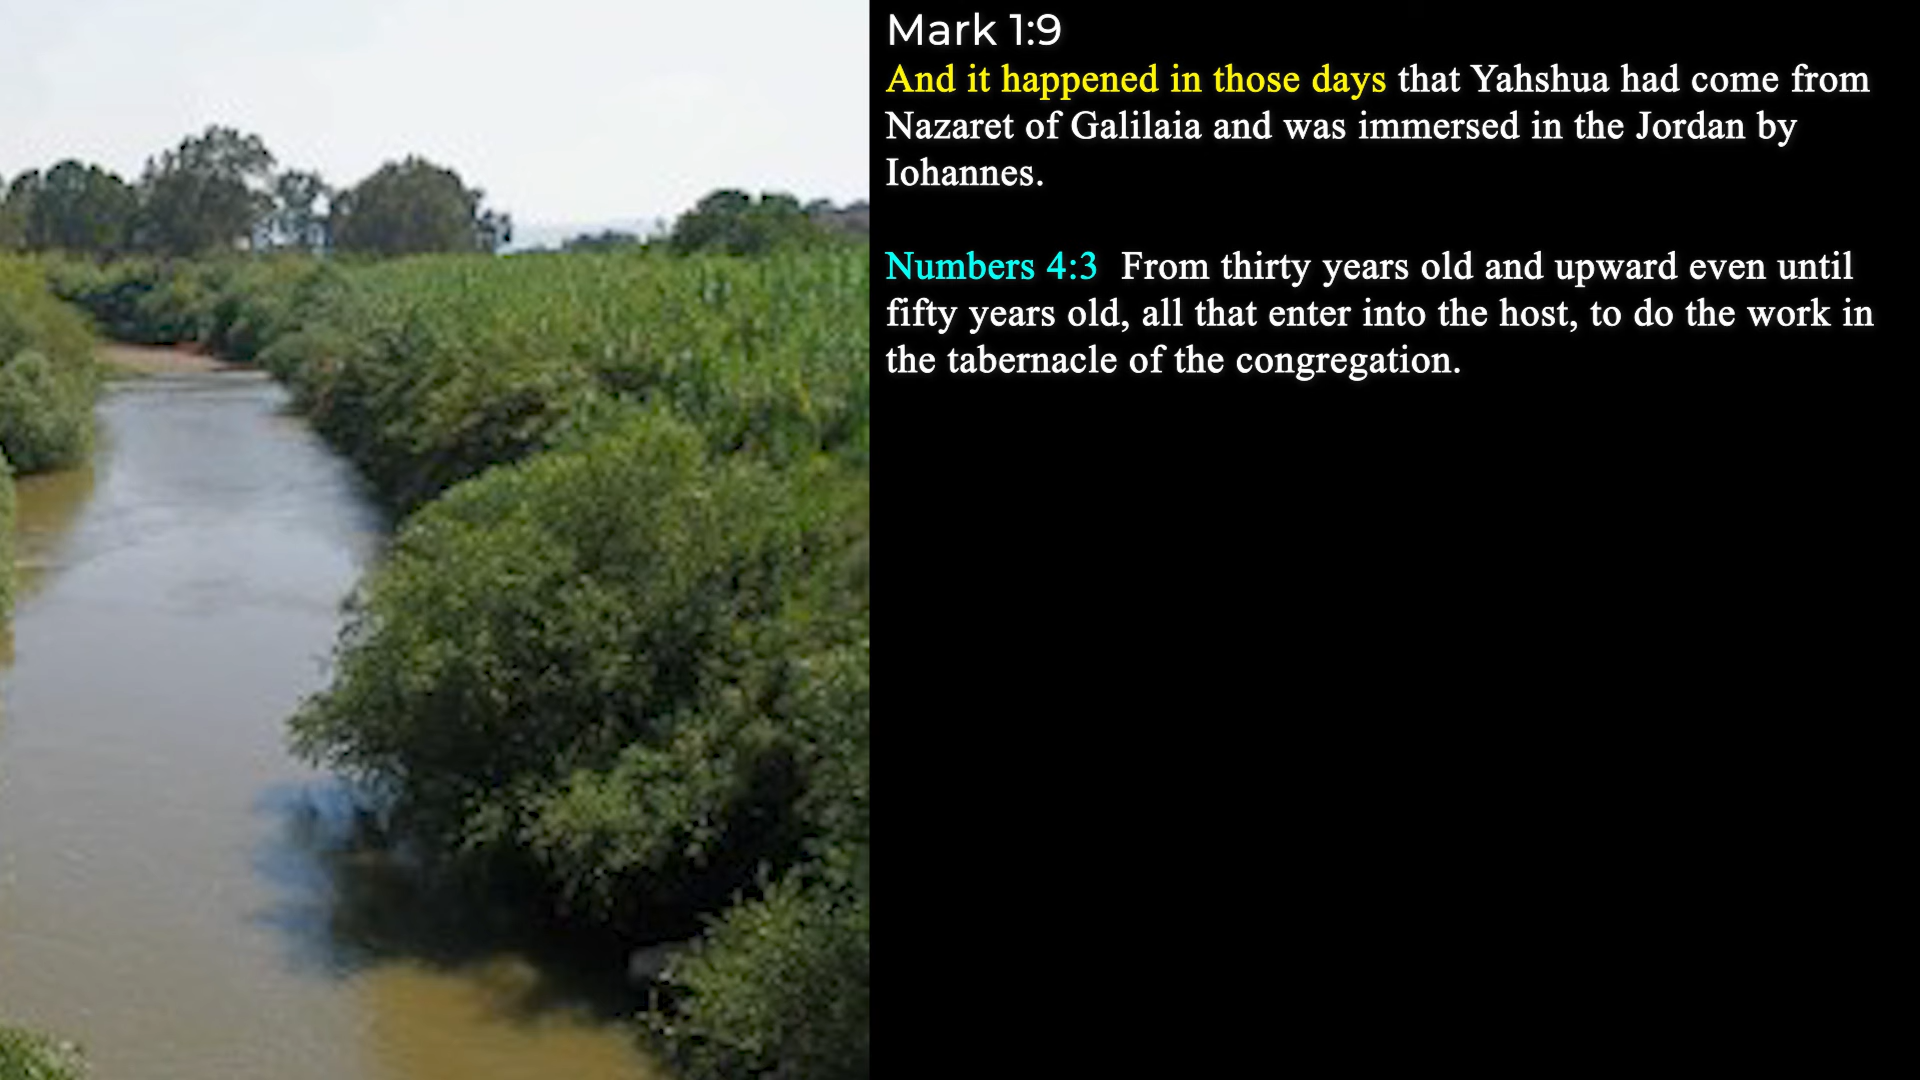 Mark 1:9
And it happened in those days that Yahshua had come from
Nazaret of Galilaia and was immersed in the Jordan by
Iohannes.
Numbers 4:3  From thirty years old and upward even until
fifty years old, all that enter into the host, to do the work in
the tabernacle of the congregation.